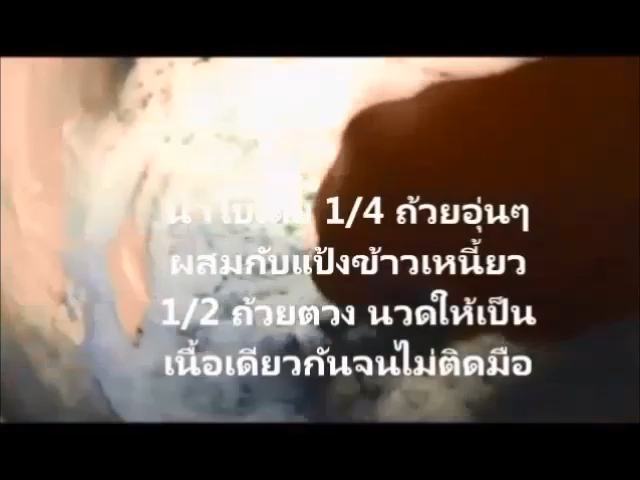 1/4 ถ้วยอุ่นๆ
ผสมกับแป้งข้าวเหนียว
1/2 ถ้วยตวง นวดให้เป็น
เนื้อเดียวกันจนไม่ติดมือ